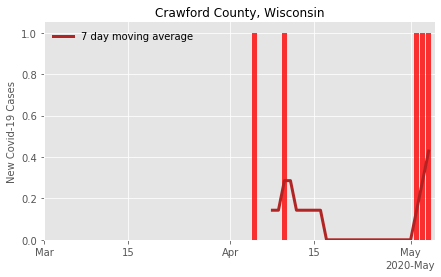 Crawford County, Wisconsin
7 day moving average
New Covid-19 Cases
1.0
0.8
0.6
0.4
0.2
0.0
Mar 15 Apr 15 May
2020-May